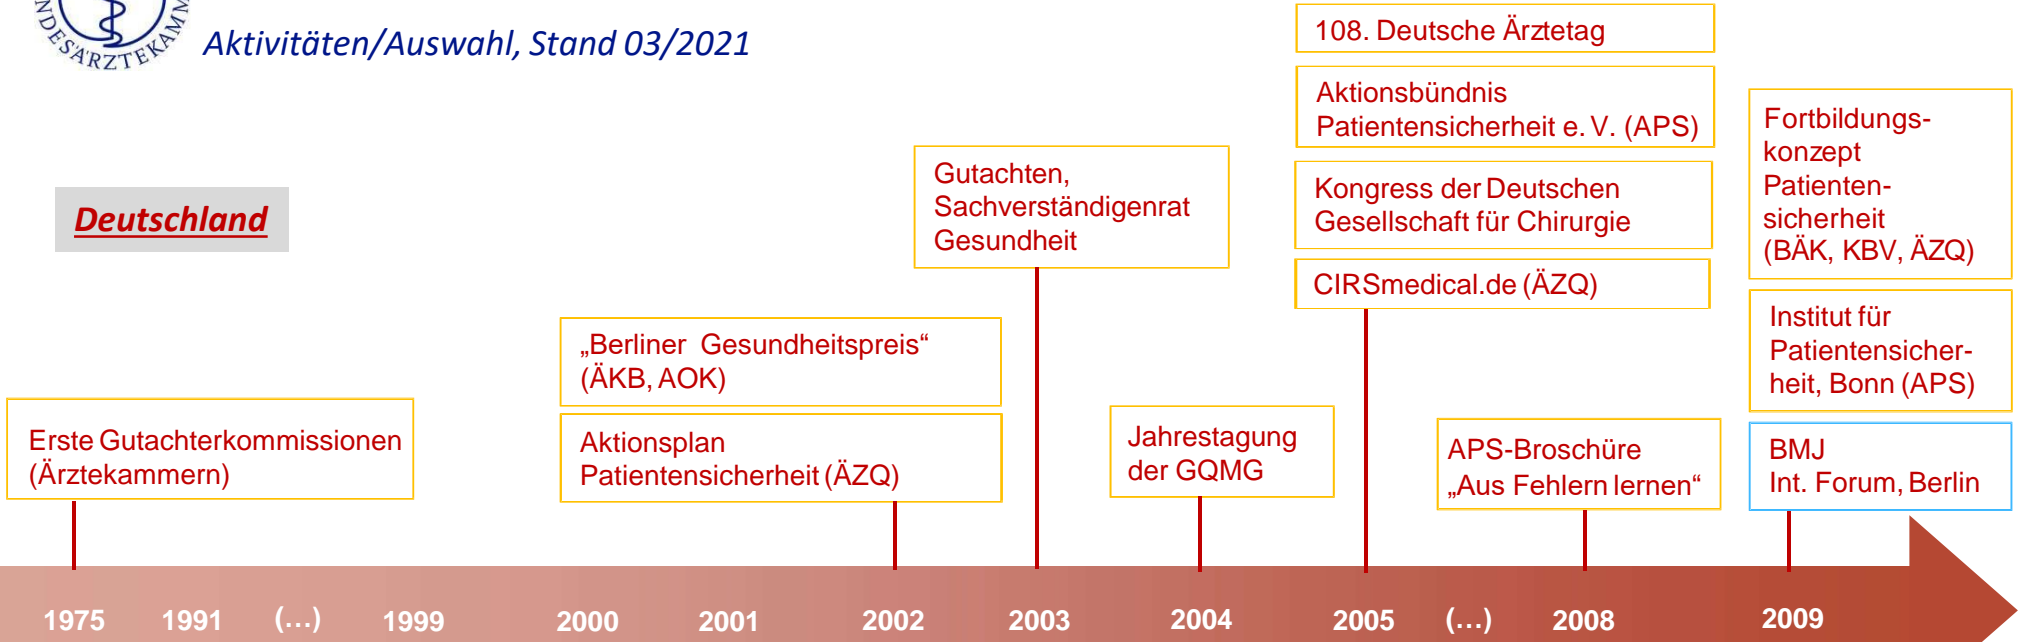 NDESÄRZTEKAMM
Aktivitäten/Auswahl, Stand 03/2021
Deutschland
Erste Gutachterkommissionen
(Ärztekammern)
„Berliner Gesundheitspreis“
(ÄKB, AOK)
Aktionsplan
Patientensicherheit (ÄZQ)
Gutachten,
Sachverständigenrat
Gesundheit
Jahrestagung
der GQMG
108. Deutsche Ärztetag
Aktionsbündnis
Patientensicherheit e. V. (APS)
Kongress der Deutschen
Gesellschaft für Chirurgie
CIRSmedical.de (ÄZQ)
APS-Broschüre
„Aus Fehlern lernen“
Fortbildungs-
konzept
Patienten-
sicherheit
(BÄK, KBV, ÄZQ)
Institut für
Patientensicher-
heit, Bonn (APS)
BMJ
Int. Forum, Berlin
1975 1991 (…) 1999 2000 2001 2002 2003 2004 2005 (…) 2008 2009